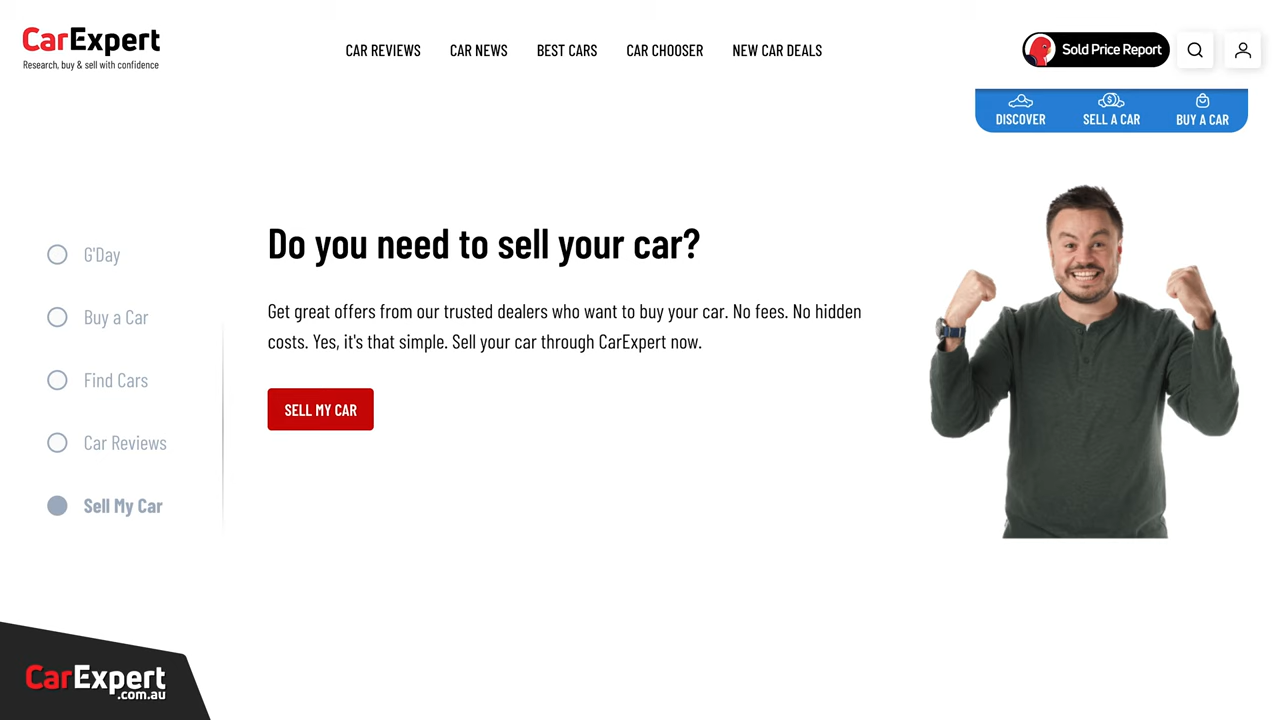 CarExpert
Research, buy & sell with confidence
CAR REVIEWS
CAR NEWS
BEST CARS
CAR CHOOSER
NEW CAR DEALS
Sold Price Report
DISCOVER
SELL A CAR
BUY A CAR
G'Day
Buy a Car
Find Cars
Car Reviews
Sell My Car
Do you need to sell your car?
Get great offers from our trusted dealers who want to buy your car. No fees. No hidden
costs. Yes, it's that simple. Sell your car through CarExpert now.
SELL MY CAR
CarExpert
.com.au